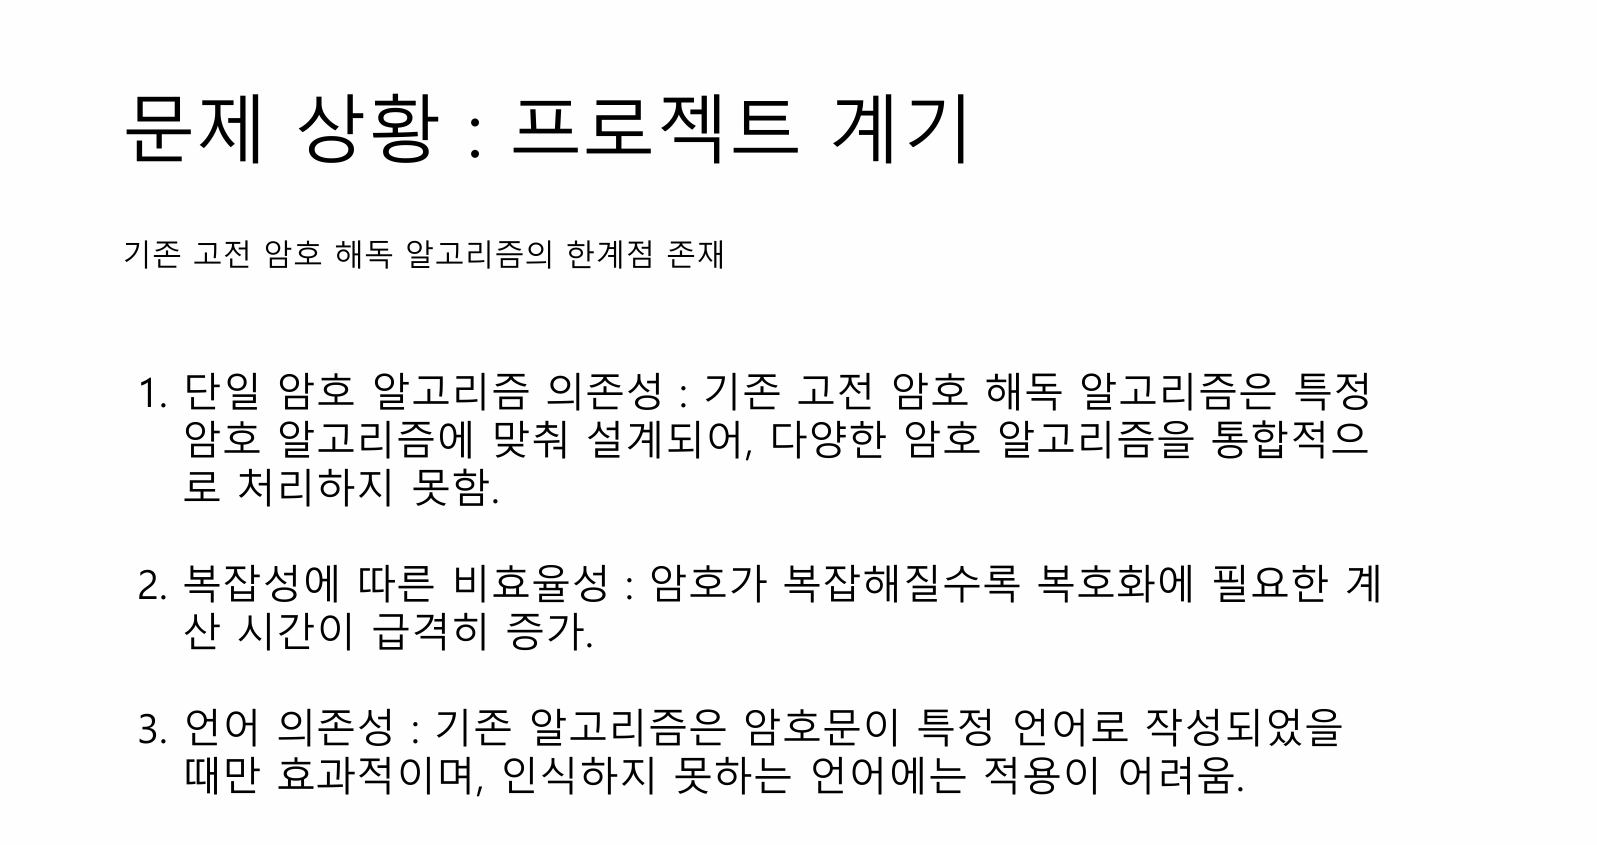 문제 상황 : 프로젝트 계기
기존 고전 암호 해독 알고리즘의 한계점 존재
1. 단일 암호 알고리즘 의존성 : 기존 고전 암호 해독 알고리즘은 특정
암호 알고리즘에 맞춰 설계되어, 다양한 암호 알고리즘을 통합적으
로 처리하지 못함.
2. 복잡성에 따른 비효율성 : 암호가 복잡해질수록 복호화에 필요한 계
산 시간이 급격히 증가.
3. 언어 의존성 : 기존 알고리즘은 암호문이 특정 언어로 작성되었을
때만 효과적이며, 인식하지 못하는 언어에는 적용이 어려움.